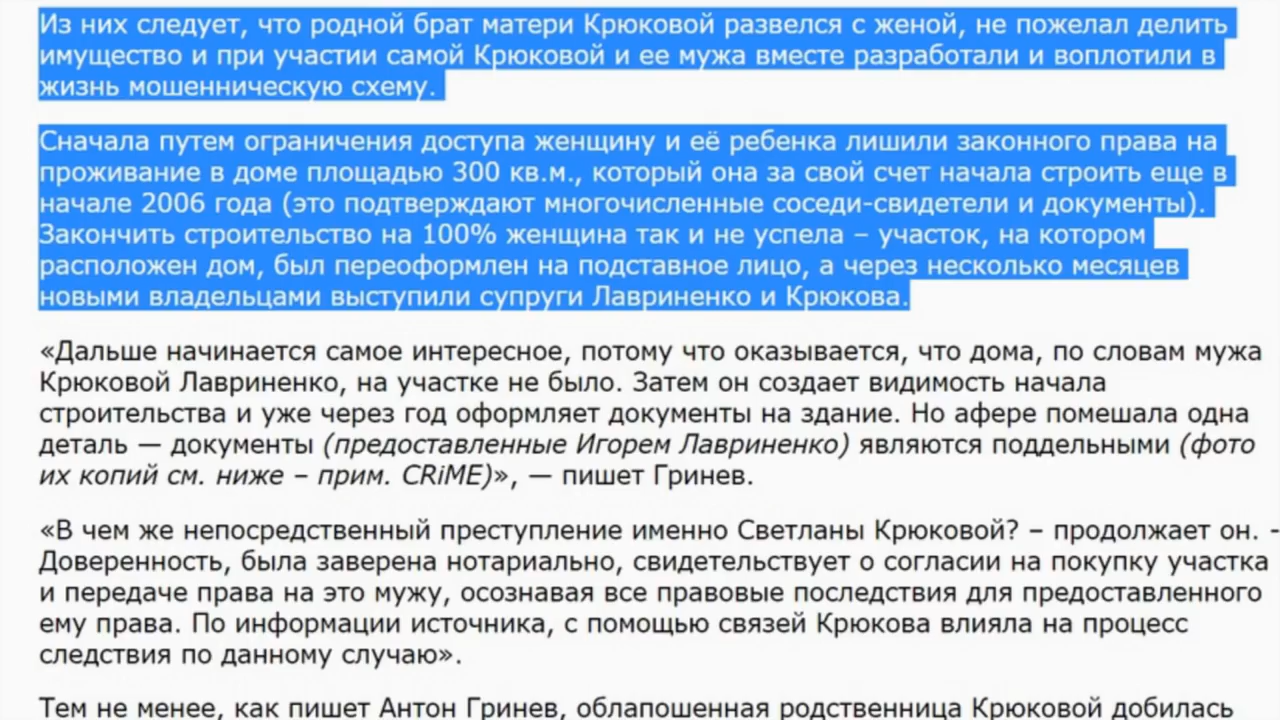 Из них следует, что родной брат матери Крюковой развелся с женой, не пожелал делить
имущество и при участии самой Крюковой и ее мужа вместе разработали и воплотили в
жизнь мошенническую схему.
Сначала путем ограничения доступа женщину и её ребенка лишили законного права на
проживание в доме площадью 300 кв.м., который она за свой счет начала строить еще в
начале 2006 года (это подтверждают многочисленные соседи-свидетели и документы).
Закончить строительство на 100% женщина так и не успела – участок, на котором
расположен дом, был переоформлен на подставное лицо, а через несколько месяцев
новыми владельцами выступили супруги Лавриненко и Крюкова.
«Дальше начинается самое интересное, потому что оказывается, что дома, по словам мужа
Крюковой Лавриненко, на участке не было. Затем он создает видимость начала
строительства и уже через год оформляет документы на здание. Но афере помешала одна
деталь — документы (предоставленные Игорем Лавриненко) являются поддельными (фото
их копий см. ниже – прим. CRiME)», — пишет Гринев.
«В чем же непосредственный преступление именно Светланы Крюковой? – продолжает он. -
Доверенность, была заверена нотариально, свидетельствует о согласии на покупку участка
и передаче права на это мужу, осознавая все правовые последствия для предоставленного
ему права. По информации источника, с помощью связей Крюкова влияла на процесс
следствия по данному случаю».
Тем не менее, как пишет Антон Гринев, облапошенная родственница Крюковой добилась